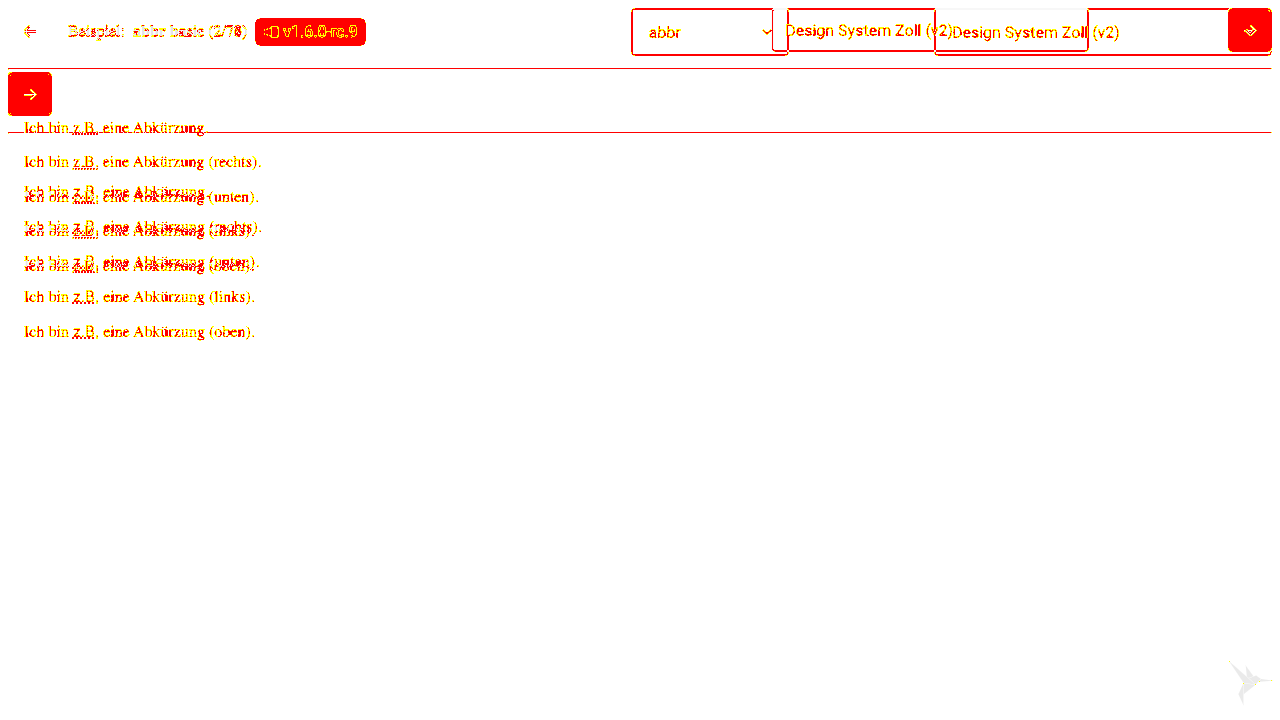 Beispiel: abbr basic (2/78) v1.6.0-rc.9
abbr
Design System Zoll (v2)
Design System Zoll (v2)
Ich bin z.B. eine Abkürzung.
Ich bin z.B. eine Abkürzung (rechts).
Ich bin z.B. eine Abkürzung.
Ich bin z.B. eine Abkürzung (unten).
Ich bin z.B. eine Abkürzung (rechts).
Ich bin z.B. eine Abkürzung (links).
Ich bin z.B. eine Abkürzung (unten).
Ich bin z.B. eine Abkürzung (oben).
Ich bin z.B. eine Abkürzung (links).
Ich bin z.B. eine Abkürzung (oben).